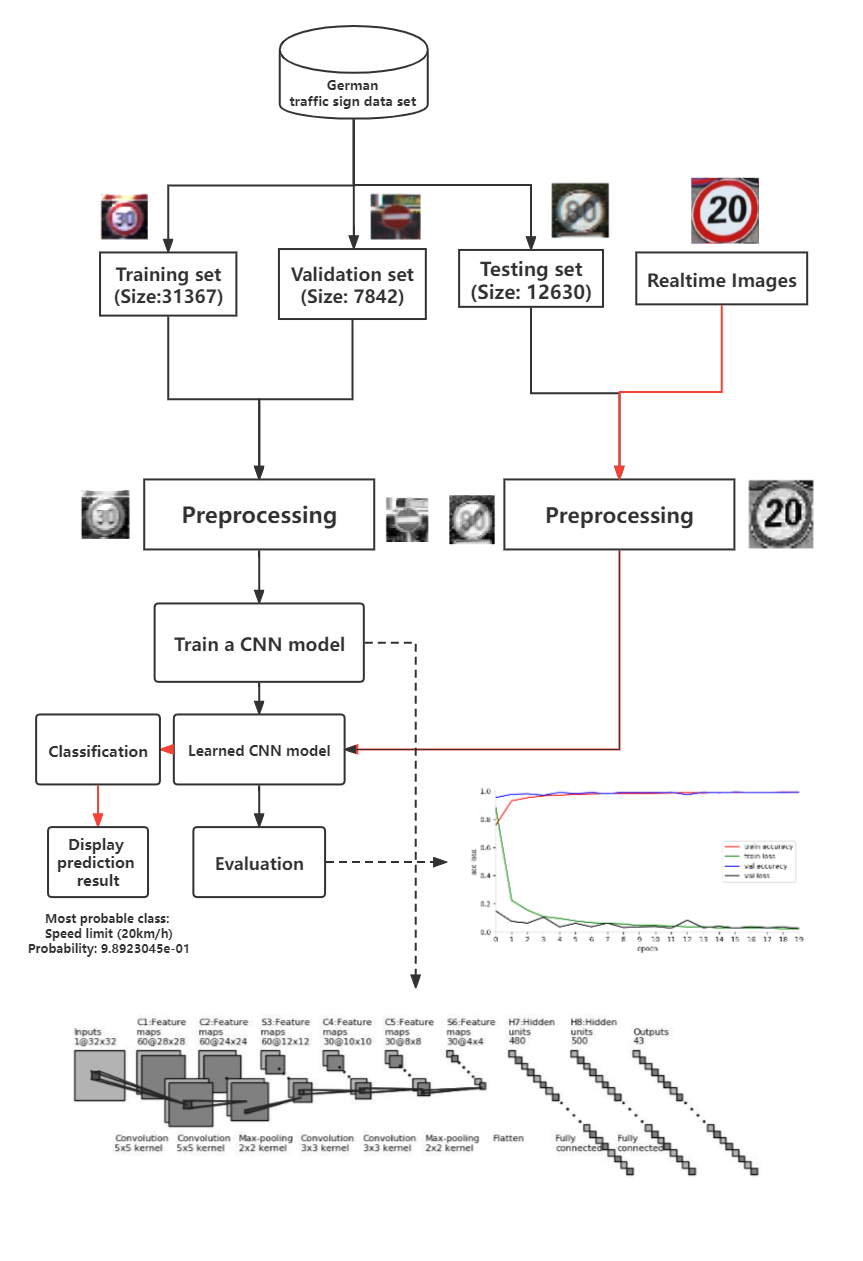 German
traffic sign data set
30
80
20
Training set
(Size:31367)
Validation set
(Size: 7842)
Testing set
(Size: 12630)
Realtime Images
30
Preprocessing
80
Preprocessing
20
Train a CNN model
Classification
Learned CNN model
Display
prediction
result
Evaluation
Most probable class:
Speed limit (20km/h)
Probability: 9.8923045e-01
1.0
0.8
0.6
0.4
0.2
0.0
acc loss
train accuracy
train loss
val accuracy
val loss
0 1 2 3 4 5 6 7 8 9 10 11 12 13 14 15 16 17 18 19
epoch
Inputs
1@32x32
C1:Feature
maps
60@28x28
C2:Feature
maps
60@24x24
S3:Feature
maps
60@12x12
C4:Feature
maps
30@10x10
C5:Feature
maps
30@8x8
S6:Feature
maps
30@4x4
H7:Hidden
units
480
H8:Hidden
units
500
Outputs
43
Convolution
5x5 kernel
Convolution
5x5 kernel
Max-pooling
2x2 kernel
Convolution
3x3 kernel
Convolution
3x3 kernel
Max-pooling
2x2 kernel
Flatten
Fully
connected
Fully
connected